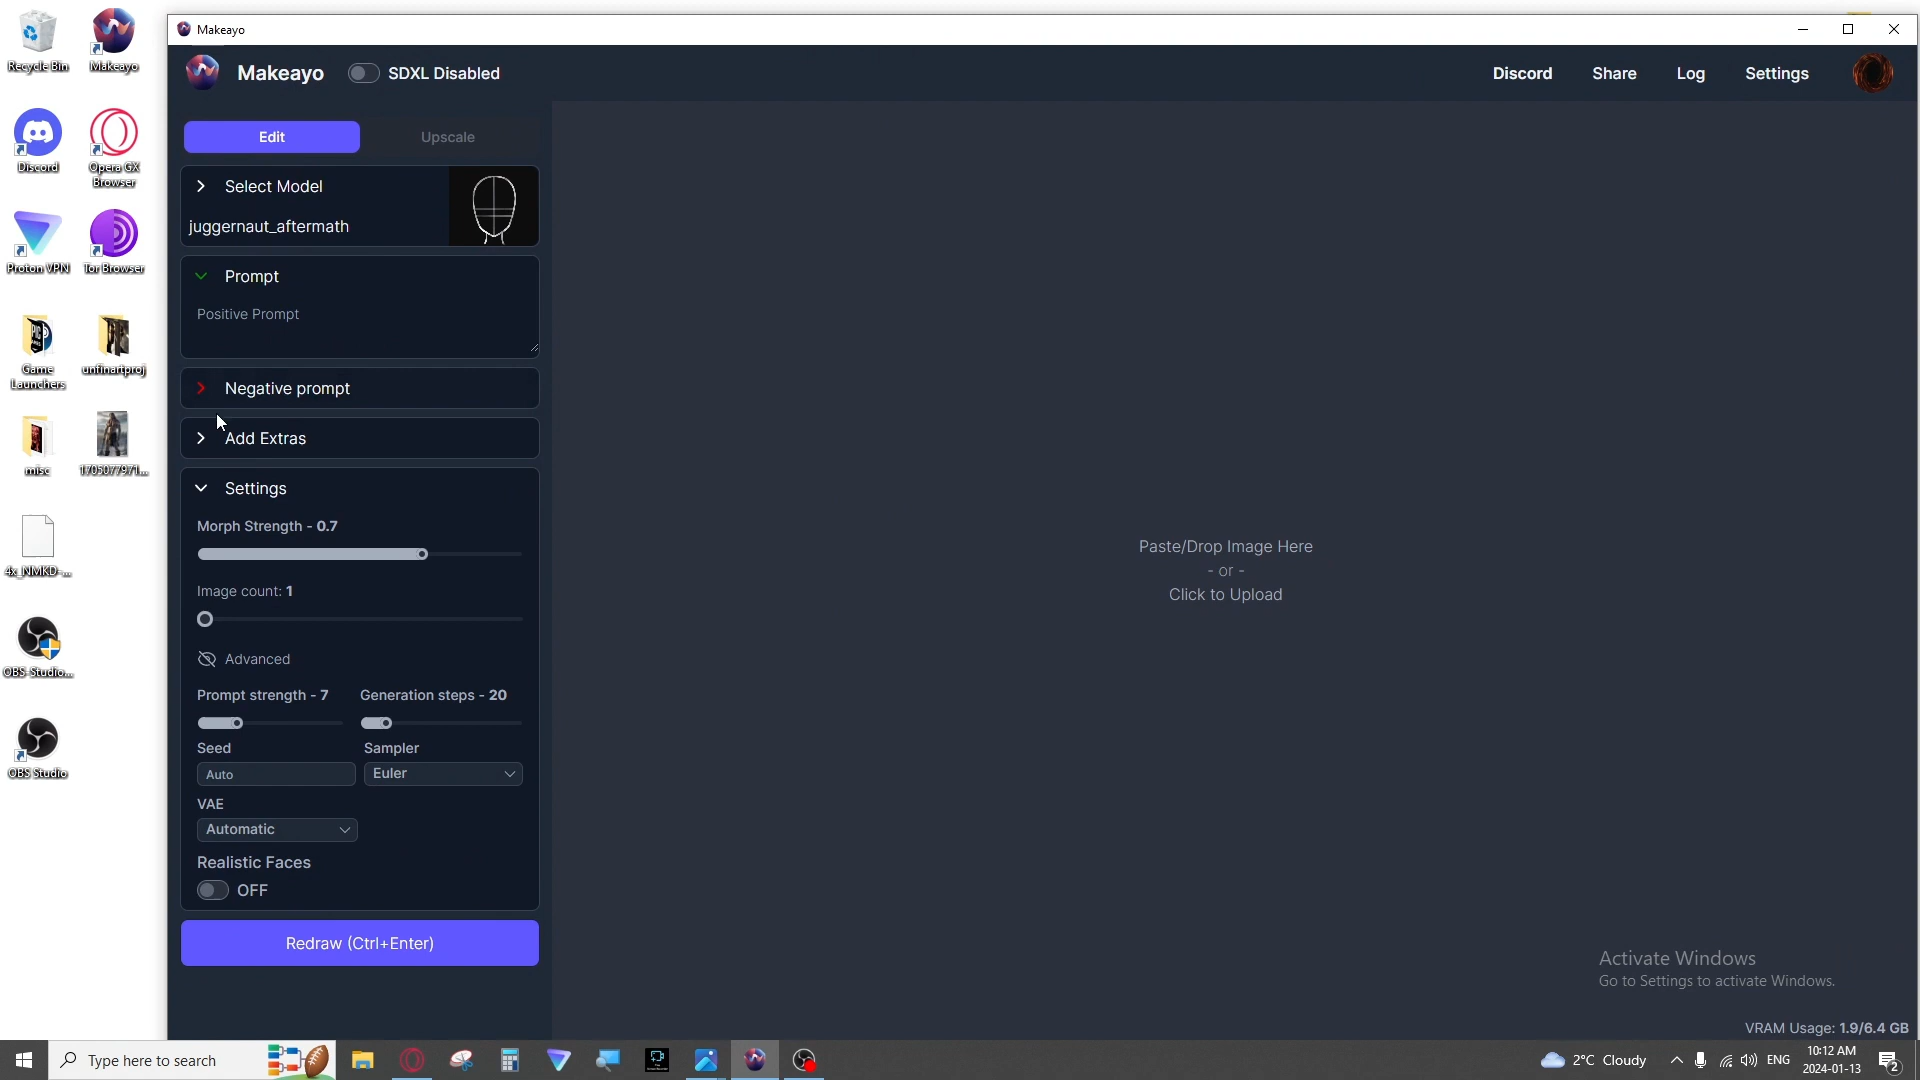 Makeayo
Makeayo
SDXL Disabled
Discord
Share
Log
Settings
Edit
Upscale
Select Model
juggernaut_aftermath
Prompt
Positive Prompt
Negative prompt
Add Extras
Settings
Morph Strength - 0.7
Image count: 1
Advanced
Prompt strength - 7
Generation steps - 20
Seed
Sampler
Auto
Euler
VAE
Automatic
Realistic Faces
OFF
Redraw (Ctrl+Enter)
Paste/Drop Image Here
- or -
Click to Upload
Activate Windows
Go to Settings to activate Windows.
VRAM Usage: 1.9/6.4 GB
Recycle Bin
Makeayo
Discord
Opera GX
Browser
Proton VPN
Tor Browser
Game
Launchers
unfinartproj
misc
1705077971...
4x_NMKD-...
OBS-Studio...
OBS Studio
Type here to search
2°C Cloudy
ENG
10:12 AM
2024-01-13
2